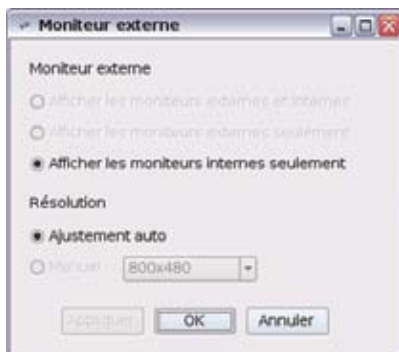 Moniteur externe
Moniteur externe
Afficher les moniteurs externes et internes
Afficher les moniteurs externes seulement
Afficher les moniteurs internes seulement
Résolution
Ajustement auto
Manuel 800x480
Appliquer OK Annuler